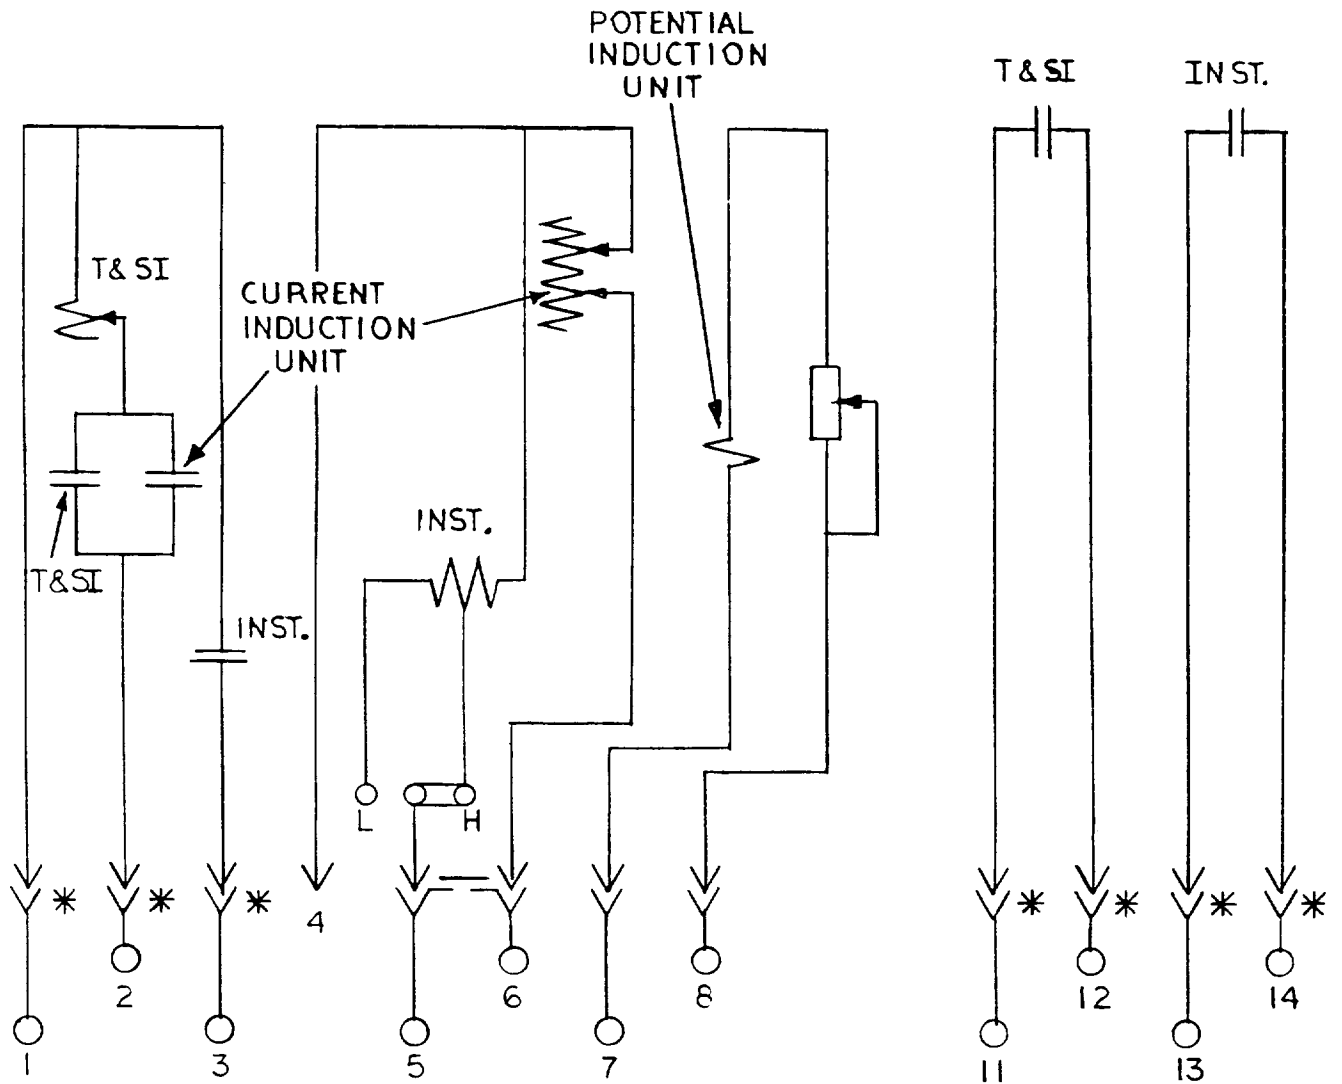 POTENTIAL
INDUCTION
UNIT
T & SI
INST.
T & SI
CURRENT
INDUCTION
UNIT
INST.
T&SI
INST.
L
H
* * * 4 * * * *
2 6 8 12 14
1 3 5 7 11 13